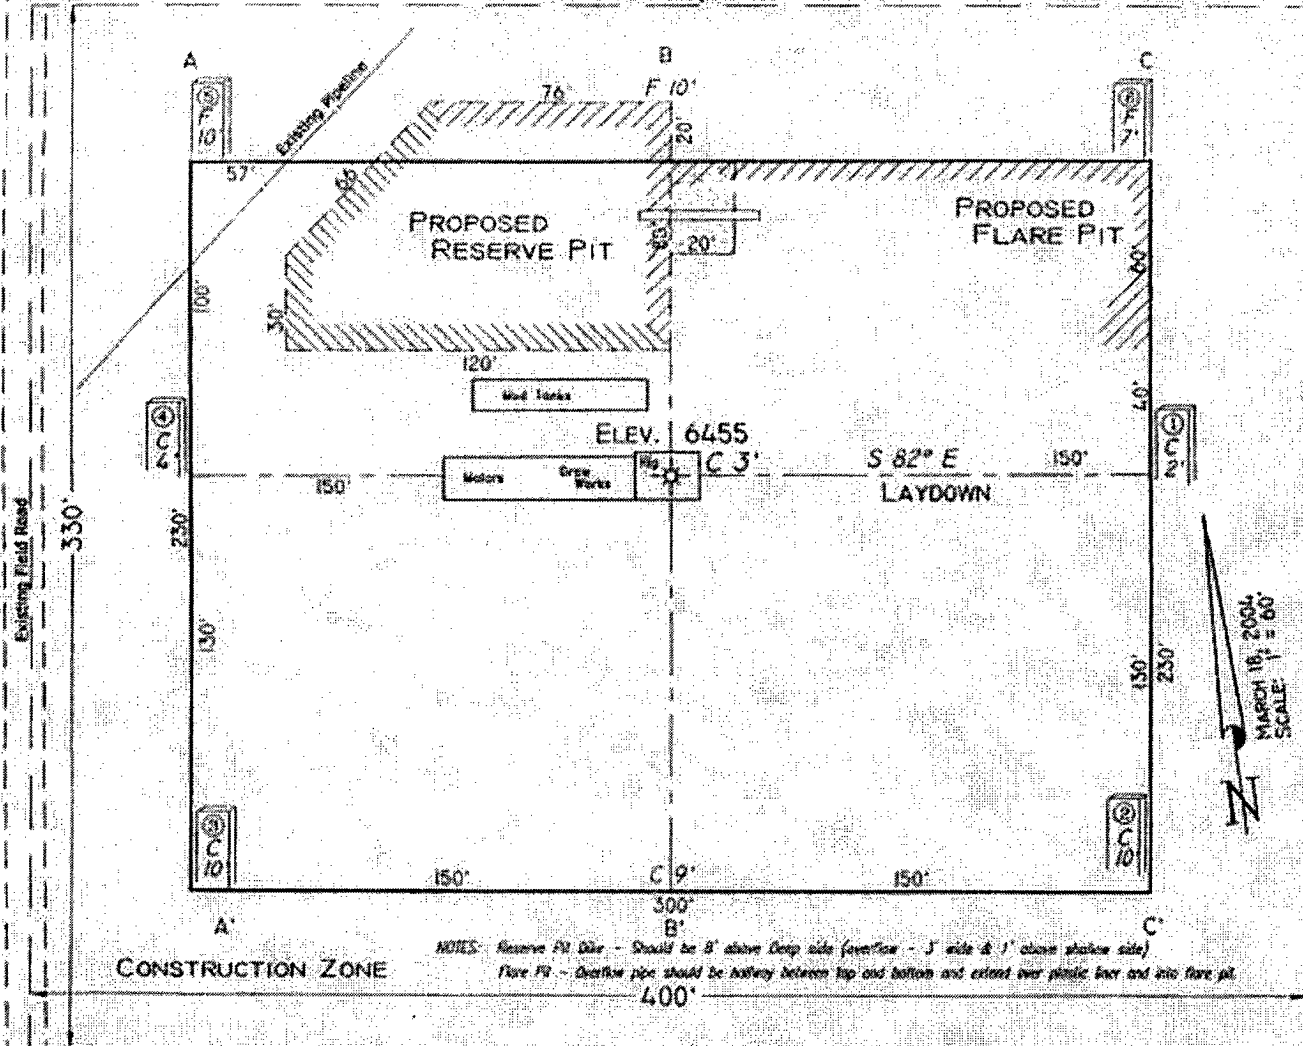 A
B
C
F 10'
76'
⑤
F
10'
Existing Pipeline
20'
⑥
F
7'
57'
66'
PROPOSED
RESERVE PIT
PROPOSED
FLARE PIT
20'
60'
100'
30'
120'
40'
Mud Tanks
④
C
①
C
2'
ELEV. 6455
C 3'
Rig
Motors
Draw
Works
150'
S 82° E
150'
LAYDOWN
Existing Field Road
330'
230'
130'
130'
230'
MARCH 18, 2004
SCALE: 1" = 60'
N
③
C
10'
②
C
10'
150'
C 9'
150'
300'
A'
B'
C'
CONSTRUCTION ZONE
NOTES: Reserve Pit Dike - Should be 8' above Deep side (overflow - 3' wide & 1' above shallow side)
Flare Pit - Overflow pipe should be halfway between top and bottom and extend over plastic liner and into flare pit.
400'